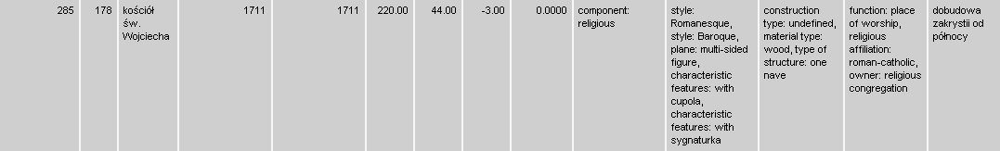 285 178 kościół św. Wojciecha 1711 1711 220.00 44.00 -3.00 0.0000
component: religious
style:
Romanesque,
style: Baroque,
plane: multi-sided
figure,
characteristic
features: with
cupola,
characteristic
features: with
sygnaturka
construction
type: undefined,
material type:
wood, type of
structure: one
nave
function: place
of worship,
religious
affiliation:
roman-catholic,
owner: religious
congregation
dobudowa
zakrystii od
północy